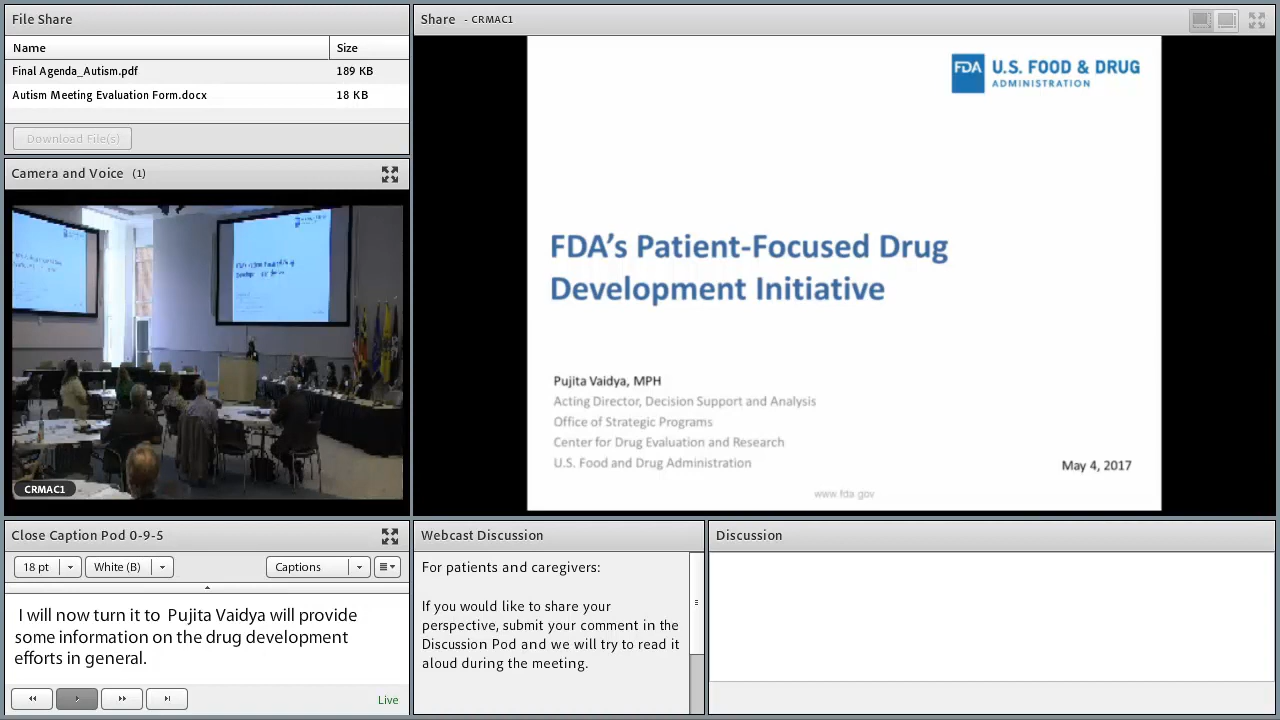 File Share
Name
Size
Final Agenda_Autism.pdf
189 KB
Autism Meeting Evaluation Form.docx
18 KB
Download File(s)
Camera and Voice (1)
CRMAC1
Close Caption Pod 0-9-5
18 pt
White (B)
Captions
I will now turn it to Pujita Vaidya will provide
some information on the drug development
efforts in general.
Live
Share - CRMAC1
FDA U.S. FOOD & DRUG
ADMINISTRATION
FDA's Patient-Focused Drug
Development Initiative
Pujita Vaidya, MPH
Acting Director, Decision Support and Analysis
Office of Strategic Programs
Center for Drug Evaluation and Research
U.S. Food and Drug Administration
May 4, 2017
www.fda.gov
Webcast Discussion
For patients and caregivers:
If you would like to share your
perspective, submit your comment in the
Discussion Pod and we will try to read it
aloud during the meeting.
Discussion